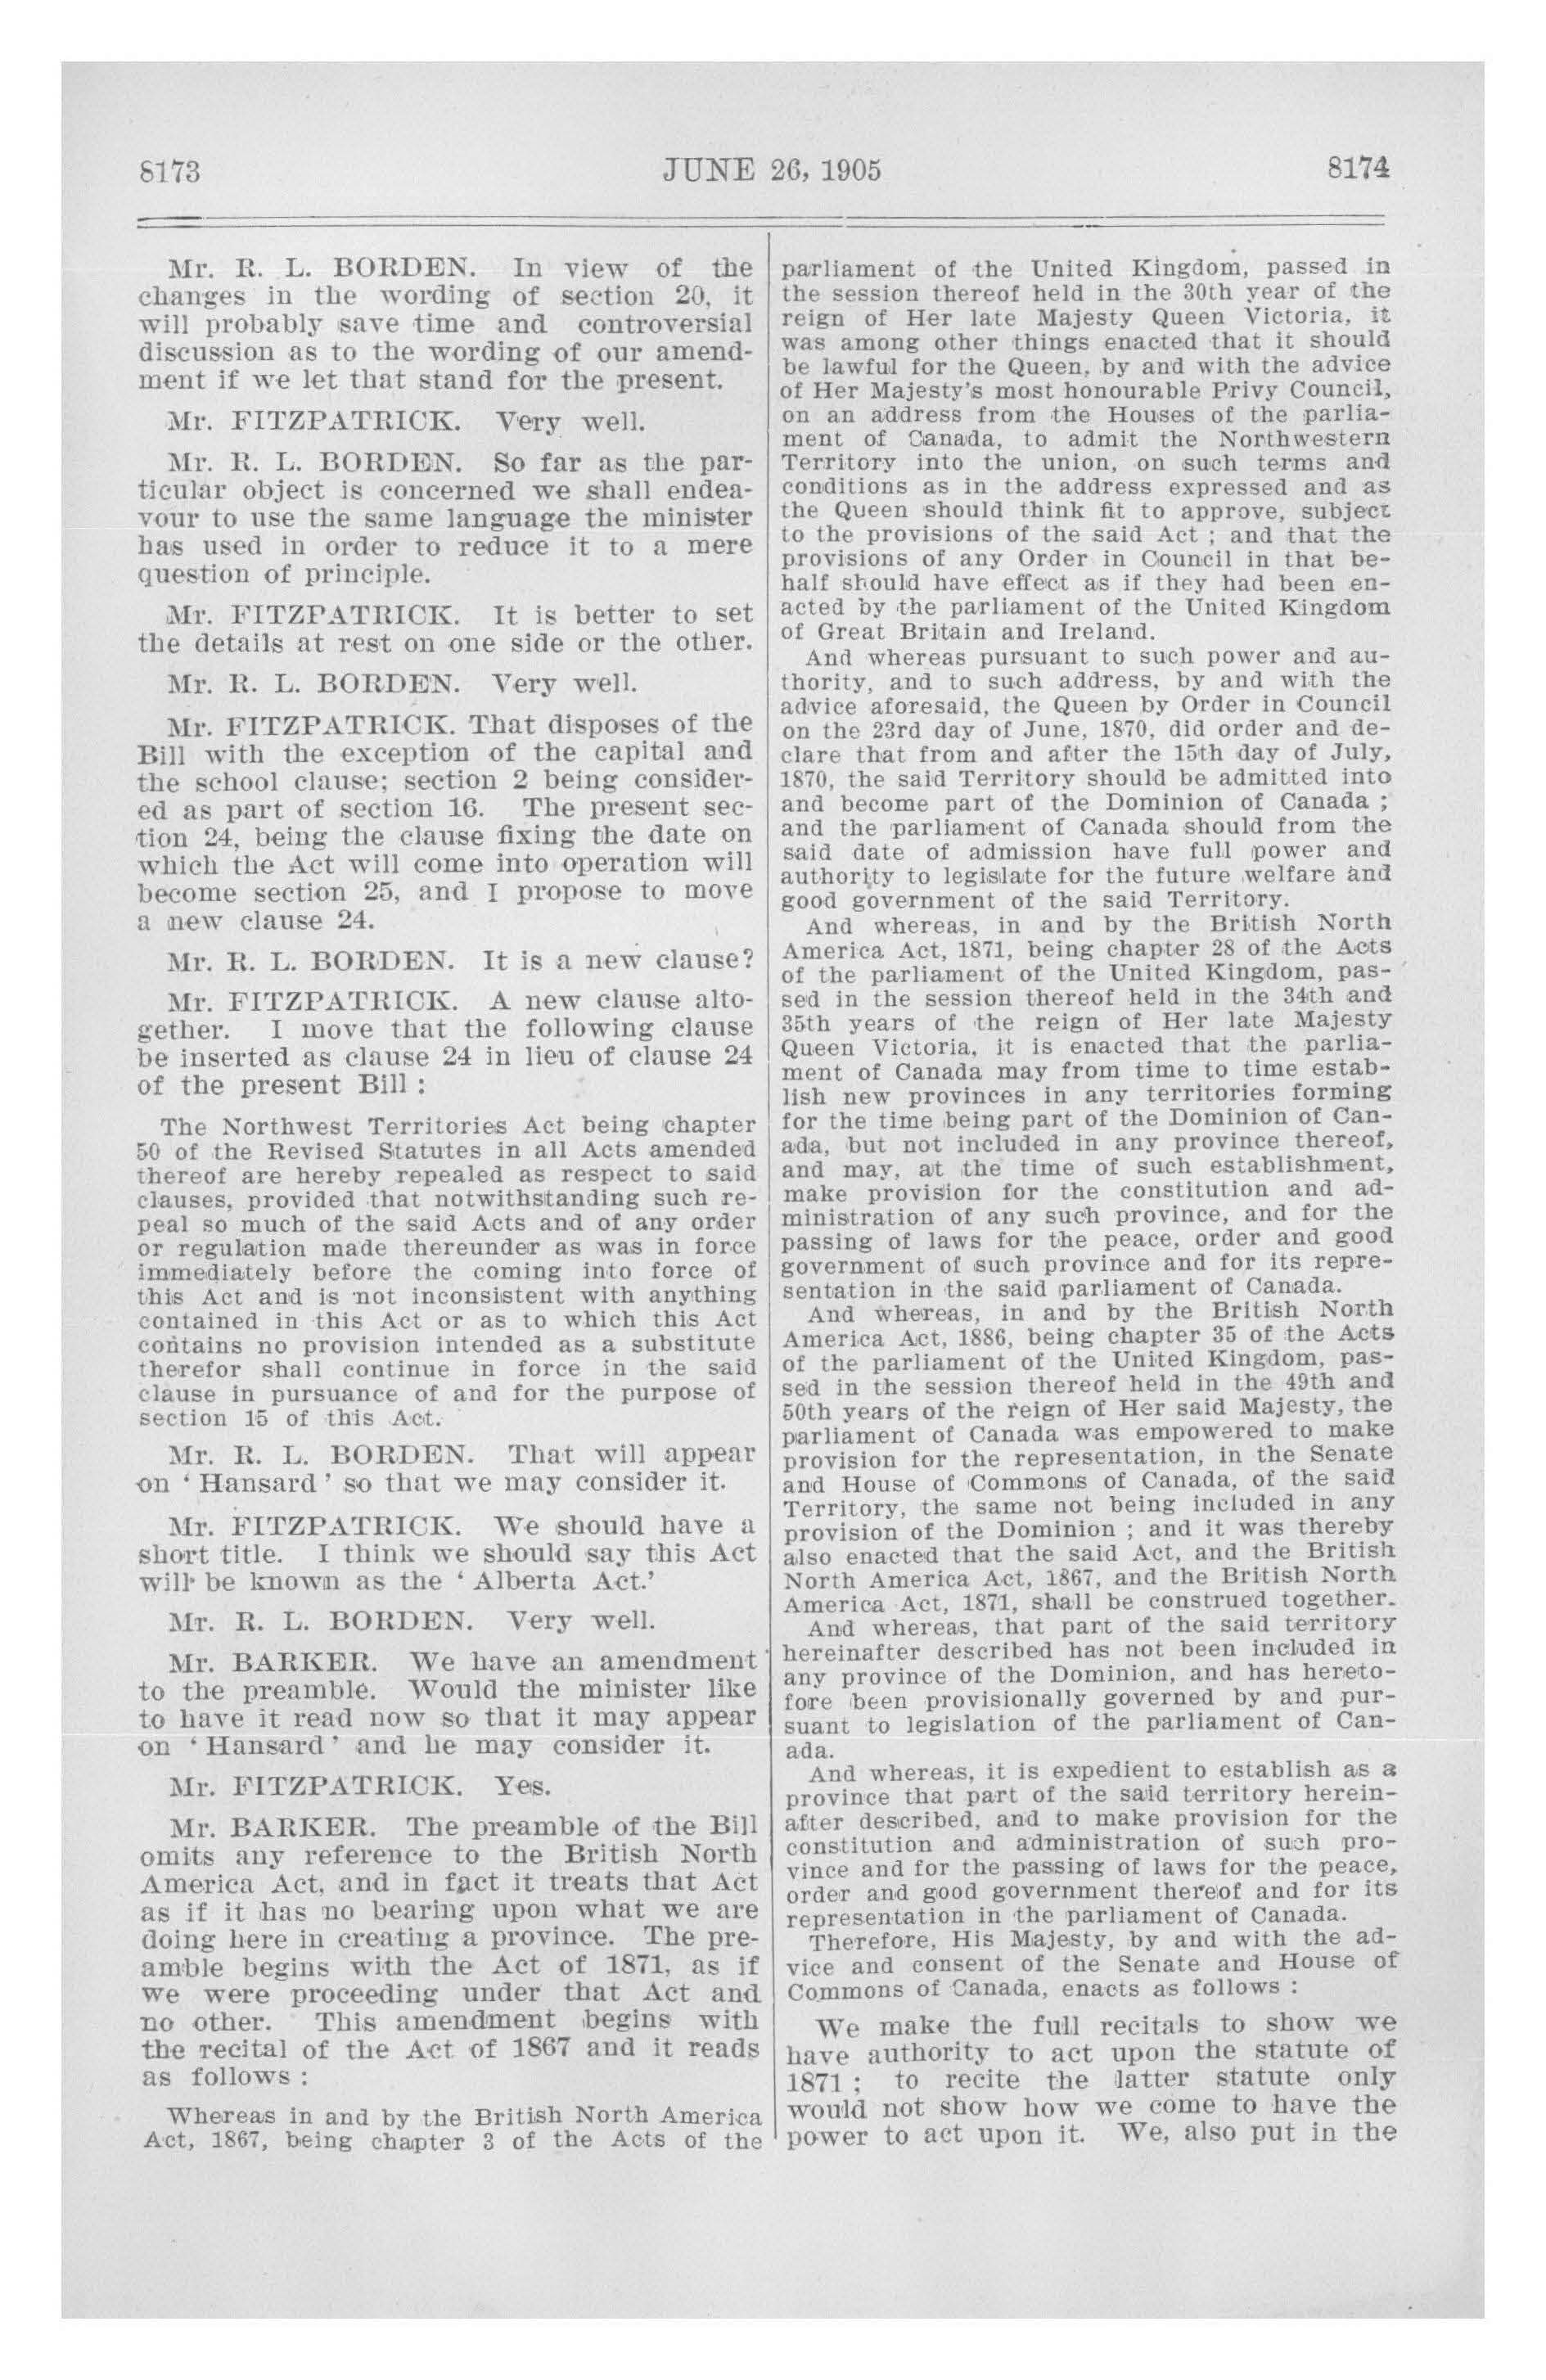 8173
JUNE 26, 1905
8174
Mr. R. L. BORDEN. In view of the
changes in the wording of section 20, it
will probably save time and controversial
discussion as to the wording of our amend-
ment if we let that stand for the present.
Mr. FITZPATRICK. Very well.
Mr. R. L. BORDEN. So far as the par-
ticular object is concerned we shall endea-
vour to use the same language the minister
has used in order to reduce it to a mere
question of principle.
Mr. FITZPATRICK. It is better to set
the details at rest on one side or the other.
Mr. R. L. BORDEN. Very well.
Mr. FITZPATRICK. That disposes of the
Bill with the exception of the capital and
the school clause; section 2 being consider-
ed as part of section 16. The present sec-
tion 24, being the clause fixing the date on
which the Act will come into operation will
become section 25, and I propose to move
a new clause 24.
Mr. R. L. BORDEN. It is a new clause?
Mr. FITZPATRICK. A new clause alto-
gether. I move that the following clause
be inserted as clause 24 in lieu of clause 24
of the present Bill :
The Northwest Territories Act being chapter
50 of the Revised Statutes in all Acts amended
thereof are hereby repealed as respect to said
clauses, provided that notwithstanding such re-
peal so much of the said Acts and of any order
or regulation made thereunder as was in force
immediately before the coming into force of
this Act and is not inconsistent with anything
contained in this Act or as to which this Act
contains no provision intended as a substitute
therefor shall continue in force in the said
clause in pursuance of and for the purpose of
section 15 of this Act.
Mr. R. L. BORDEN. That will appear
on ' Hansard ' so that we may consider it.
Mr. FITZPATRICK. We should have a
short title. I think we should say this Act
will be known as the ' Alberta Act.'
Mr. R. L. BORDEN. Very well.
Mr. BARKER. We have an amendment
to the preamble. Would the minister like
to have it read now so that it may appear
on ' Hansard ' and he may consider it.
Mr. FITZPATRICK. Yes.
Mr. BARKER. The preamble of the Bill
omits any reference to the British North
America Act, and in fact it treats that Act
as if it has no bearing upon what we are
doing here in creating a province. The pre-
amble begins with the Act of 1871, as if
we were proceeding under that Act and
no other. This amendment begins with
the recital of the Act of 1867 and it reads
as follows :
Whereas in and by the British North America
Act, 1867, being chapter 3 of the Acts of the
parliament of the United Kingdom, passed in
the session thereof held in the 30th year of the
reign of Her late Majesty Queen Victoria, it
was among other things enacted that it should
be lawful for the Queen, by and with the advice
of Her Majesty's most honourable Privy Council,
on an address from the Houses of the parlia-
ment of Canada, to admit the Northwestern
Territory into the union, on such terms and
conditions as in the address expressed and as
the Queen should think fit to approve, subject
to the provisions of the said Act ; and that the
provisions of any Order in Council in that be-
half should have effect as if they had been en-
acted by the parliament of the United Kingdom
of Great Britain and Ireland.
And whereas pursuant to such power and au-
thority, and to such address, by and with the
advice aforesaid, the Queen by Order in Council
on the 23rd day of June, 1870, did order and de-
clare that from and after the 15th day of July,
1870, the said Territory should be admitted into
and become part of the Dominion of Canada ;
and the parliament of Canada should from the
said date of admission have full power and
authority to legislate for the future welfare and
good government of the said Territory.
And whereas, in and by the British North
America Act, 1871, being chapter 28 of the Acts
of the parliament of the United Kingdom, pas-
sed in the session thereof held in the 34th and
35th years of the reign of Her late Majesty
Queen Victoria, it is enacted that the parlia-
ment of Canada may from time to time estab-
lish new provinces in any territories forming
for the time being part of the Dominion of Can-
ada, but not included in any province thereof,
and may, at the time of such establishment,
make provision for the constitution and ad-
ministration of any such province, and for the
passing of laws for the peace, order and good
government of such province and for its repre-
sentation in the said parliament of Canada.
And whereas, in and by the British North
America Act, 1886, being chapter 35 of the Acts
of the parliament of the United Kingdom, pas-
sed in the session thereof held in the 49th and
50th years of the reign of Her said Majesty, the
parliament of Canada was empowered to make
provision for the representation, in the Senate
and House of Commons of Canada, of the said
Territory, the same not being included in any
provision of the Dominion ; and it was thereby
also enacted that the said Act, and the British
North America Act, 1867, and the British North
America Act, 1871, shall be construed together.
And whereas, that part of the said territory
hereinafter described has not been included in
any province of the Dominion, and has hereto-
fore been provisionally governed by and pur-
suant to legislation of the parliament of Can-
ada.
And whereas, it is expedient to establish as a
province that part of the said territory herein-
after described, and to make provision for the
constitution and administration of such pro-
vince and for the passing of laws for the peace,
order and good government thereof and for its
representation in the parliament of Canada.
Therefore, His Majesty, by and with the ad-
vice and consent of the Senate and House of
Commons of Canada, enacts as follows :
We make the full recitals to show we
have authority to act upon the statute of
1871 ; to recite the latter statute only
would not show how we come to have the
power to act upon it. We, also put in the